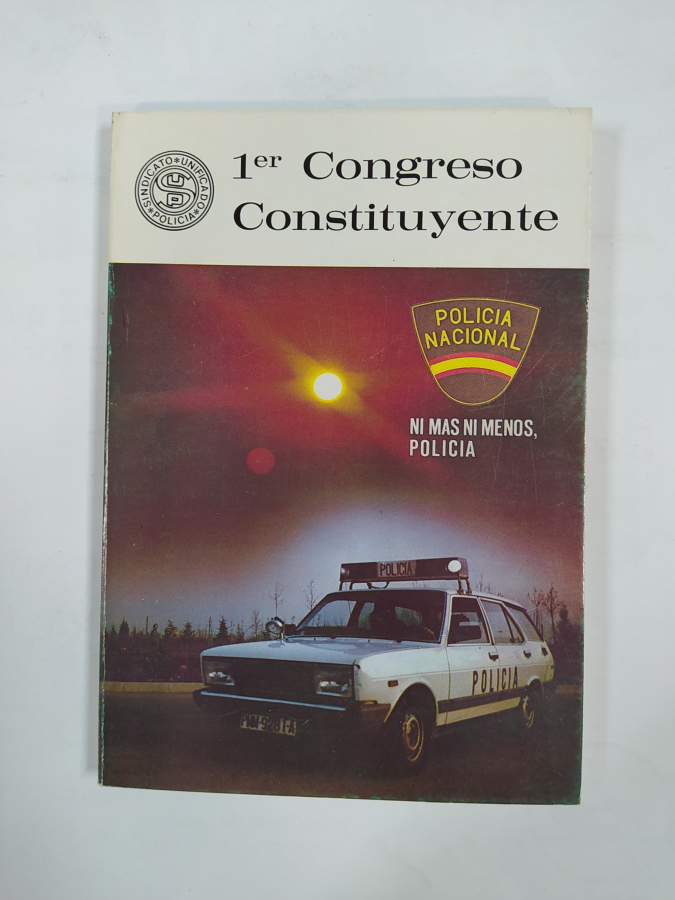 SINDICATO*UNIFICADO*POLICIA*
SUP
1er Congreso
Constituyente
POLICIA
NACIONAL
NI MAS NI MENOS,
POLICIA
POLICIA
POLICIA